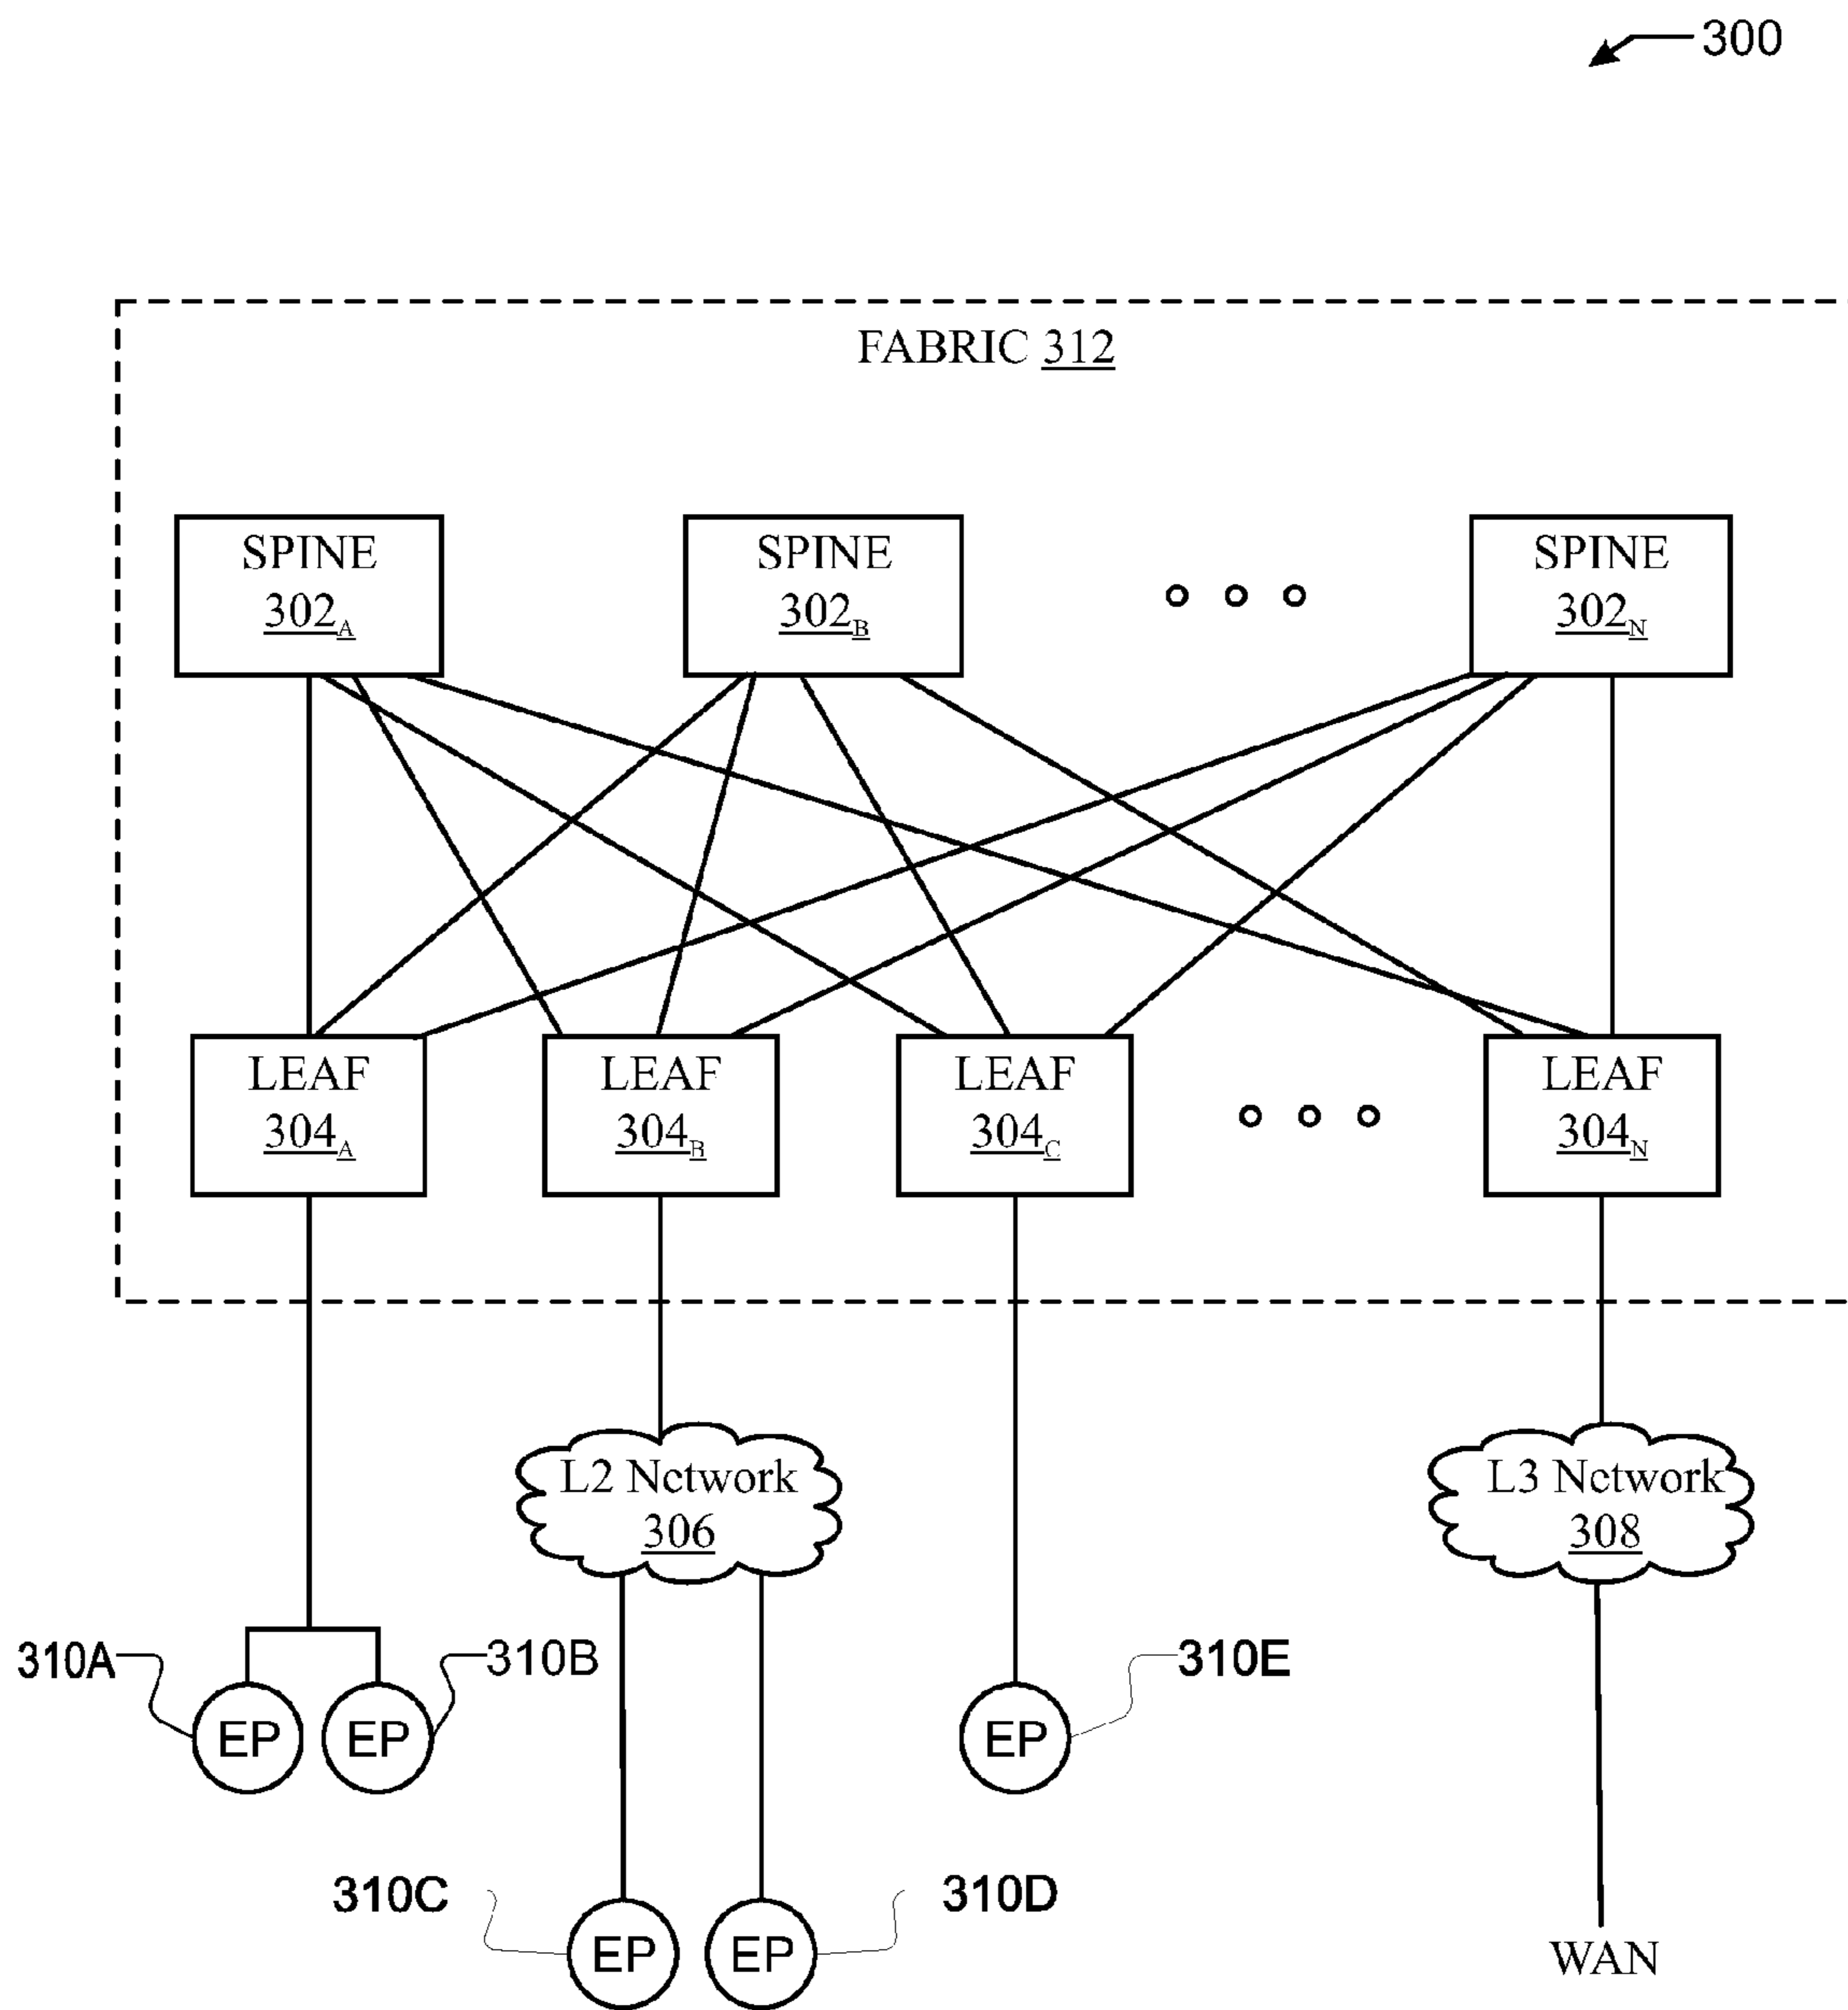 300
FABRIC 312
SPINE
302A
SPINE
302B
SPINE
302N
LEAF
304A
LEAF
304B
LEAF
304C
LEAF
304N
L2 Network
306
L3 Network
308
310A
310B
310E
EP
EP
EP
310C
310D
EP
EP
WAN